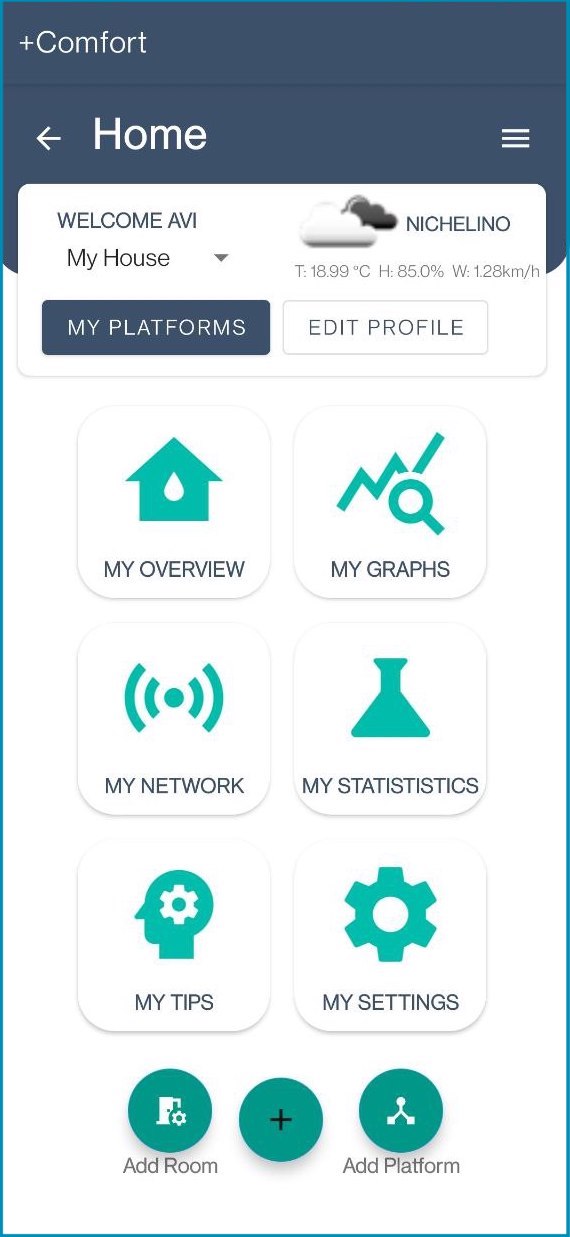 +Comfort
Home
WELCOME AVI
NICHELINO
My House
T: 18.99 °C H: 85.0% W: 1.28km/h
MY PLATFORMS
EDIT PROFILE
MY OVERVIEW
MY GRAPHS
MY NETWORK
MY STATISTISTICS
MY TIPS
MY SETTINGS
+
Add Room
Add Platform